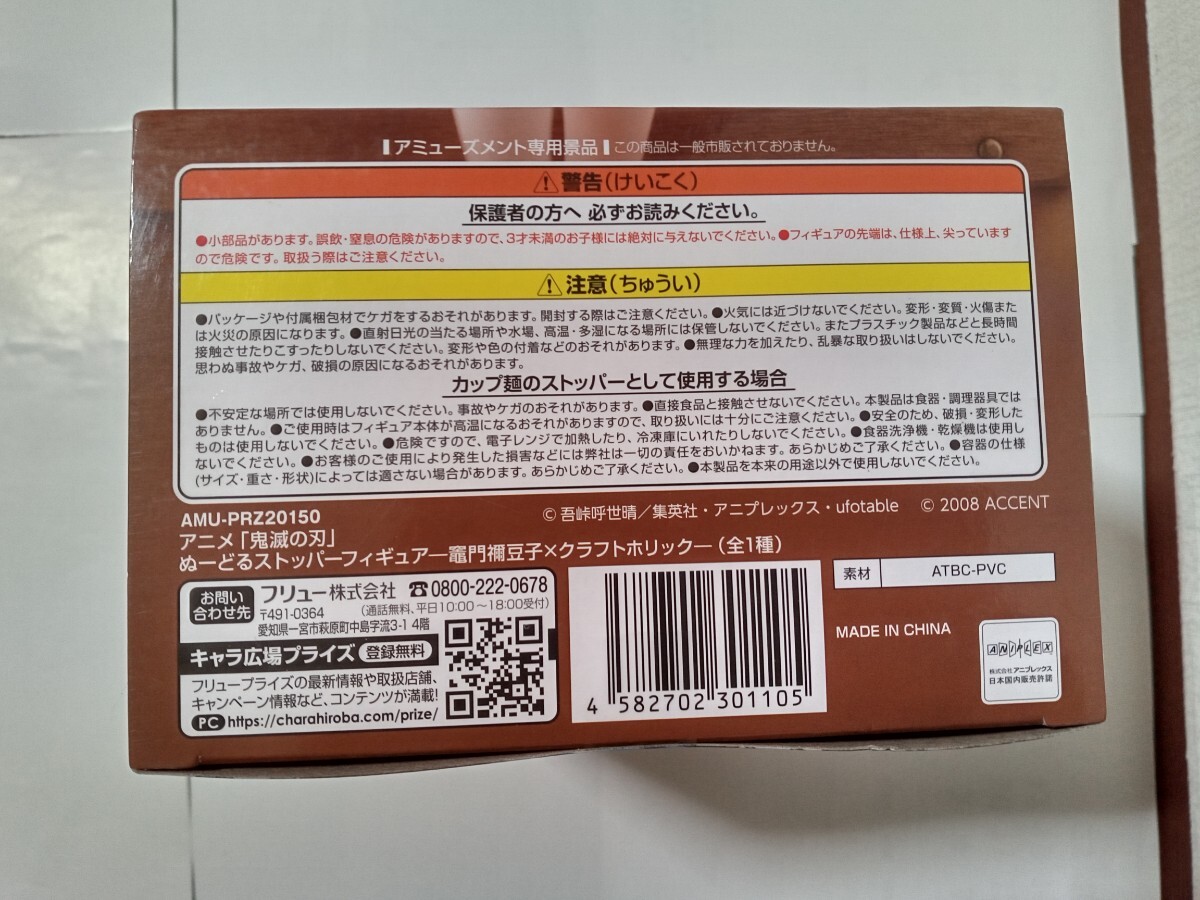 アミューズメント専用景品 この商品は一般市販されておりません。
⚠警告(けいこく)
保護者の方へ 必ずお読みください。
●小部品があります。誤飲・窒息の危険がありますので、3才未満のお子様には絶対に与えないでください。●フィギュアの先端は、仕様上、尖っています
ので危険です。取扱う際はご注意ください。
⚠注意(ちゅうい)
●パッケージや付属梱包材でケガをするおそれがあります。開封する際はご注意ください。●火気には近づけないでください。変形・変質・火傷また
は火災の原因になります。●直射日光の当たる場所や水場、高温・多湿になる場所には保管しないでください。またプラスチック製品などと長時間
接触させたりこすったりしないでください。変形や色の付着などのおそれがあります。●無理な力を加えたり、乱暴な取り扱いはしないでください。
思わぬ事故やケガ、破損の原因になるおそれがあります。
カップ麺のストッパーとして使用する場合
●不安定な場所では使用しないでください。事故やケガのおそれがあります。●直接食品と接触させないでください。本製品は食器・調理器具では
ありません。●ご使用時はフィギュア本体が高温になるおそれがありますので、取り扱いには十分にご注意ください。●安全のため、破損・変形した
ものは使用しないでください。●危険ですので、電子レンジで加熱したり、冷凍庫にいれたりしないでください。●食器洗浄機・乾燥機は使用し
ないでください。●お客様のご使用により発生した損害などには弊社は一切の責任をおいかねます。あらかじめご了承ください。●容器の仕様
(サイズ・重さ・形状)によっては適さない場合があります。あらかじめご了承ください。●本製品を本来の用途以外で使用しないでください。
AMU-PRZ20150
© 吾峠呼世晴/集英社・アニプレックス・ufotable © 2008 ACCENT
アニメ「鬼滅の刃」
ぬーどるストッパーフィギュア―竈門禰豆子×クラフトホリック―(全1種)
お問い合わせ先
フリュー株式会社 ☎0800-222-0678
〒491-0364 (通話無料、平日10:00〜18:00受付)
愛知県一宮市萩原町中島字流3-1 4階
キャラ広場プライズ 登録無料
フリュープライズの最新情報や取扱店舗、
キャンペーン情報など、コンテンツが満載!
PC https://charahiroba.com/prize/
4 582702 301105
素材 ATBC-PVC
MADE IN CHINA
ANIPLEX
株式会社アニプレックス
日本国内販売許諾